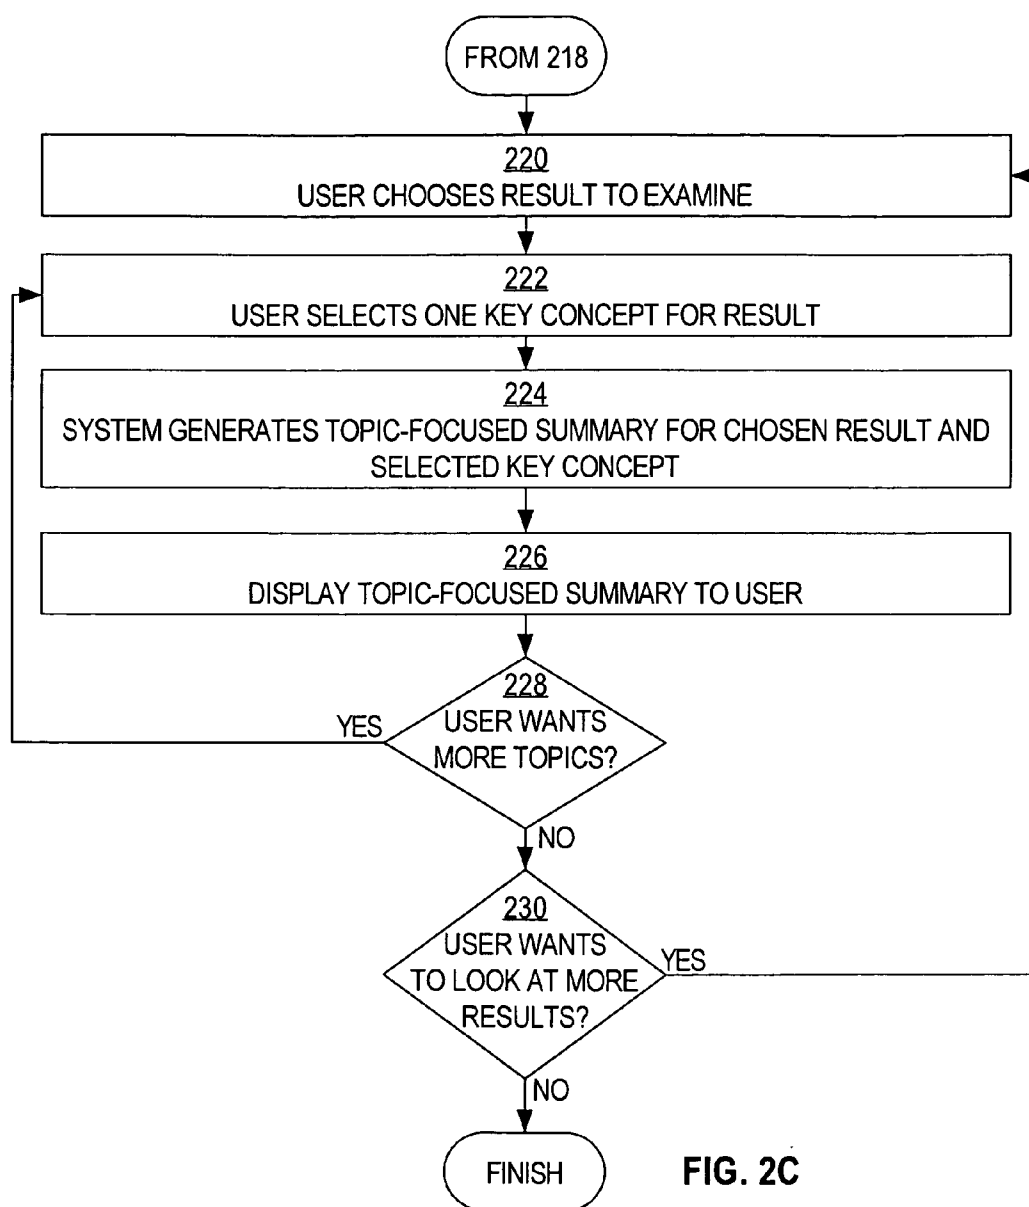 FROM 218
220
USER CHOOSES RESULT TO EXAMINE
222
USER SELECTS ONE KEY CONCEPT FOR RESULT
224
SYSTEM GENERATES TOPIC-FOCUSED SUMMARY FOR CHOSEN RESULT AND
SELECTED KEY CONCEPT
226
DISPLAY TOPIC-FOCUSED SUMMARY TO USER
228
USER WANTS
MORE TOPICS?
YES
NO
230
USER WANTS
TO LOOK AT MORE
RESULTS?
YES
NO
FINISH
FIG. 2C